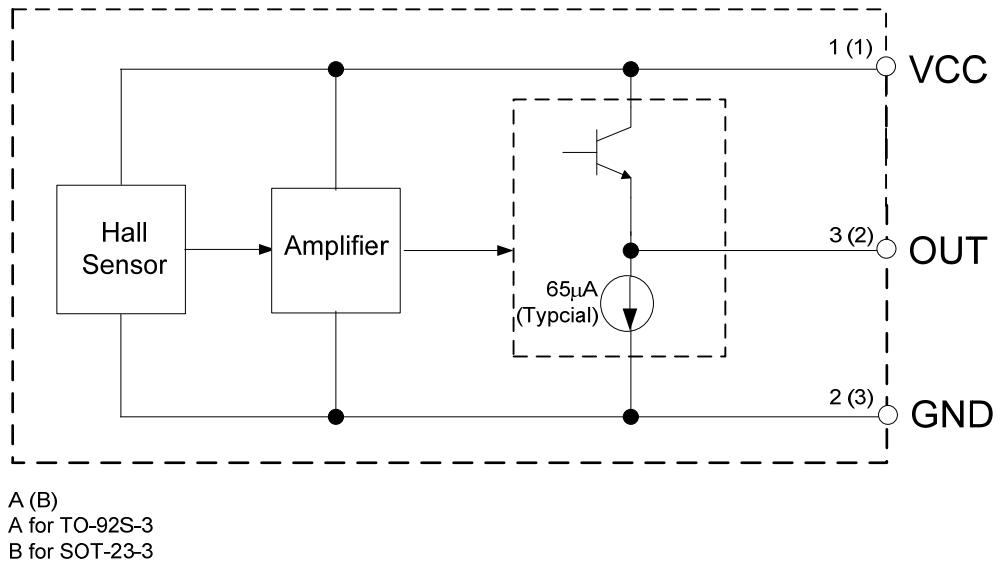 1 (1)
VCC
Hall
Sensor
Amplifier
3 (2)
OUT
65μA
(Typcial)
2 (3)
GND
A (B)
A for TO-92S-3
B for SOT-23-3